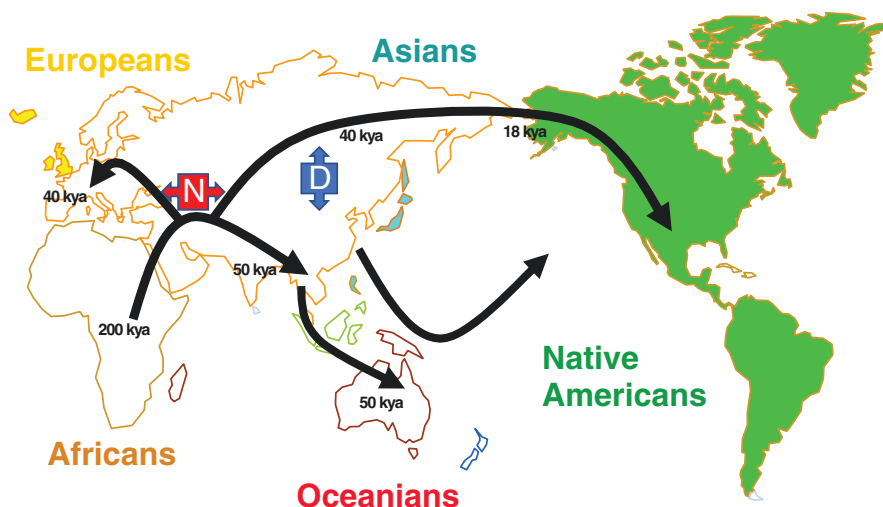 Europeans
Asians
40 kya
18 kya
N
D
40 kya
50 kya
200 kya
Native
Americans
50 kya
Africans
Oceanians